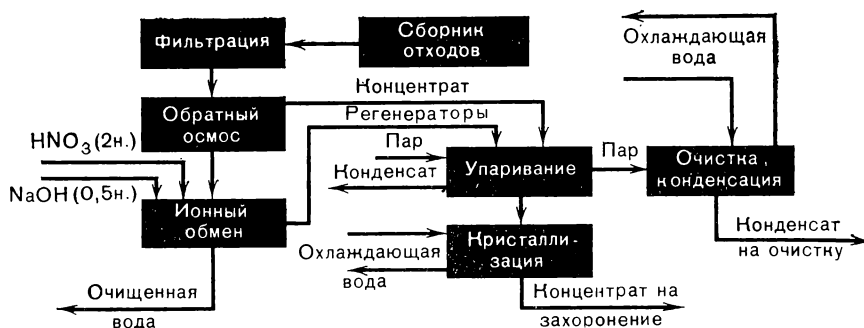 Фильтрация
Сборник
отходов
Охлаждающая
вода
Концентрат
Обратный
осмос
Регенераторы
HNO₃(2н.)
Пар
Упаривание
Пар
Очистка,
конденсация
Конденсат
NaOH(0,5н.)
Ионный
обмен
Кристалли-
зация
Конденсат
на очистку
Охлаждающая
вода
Очищенная
вода
Концентрат на
захоронение